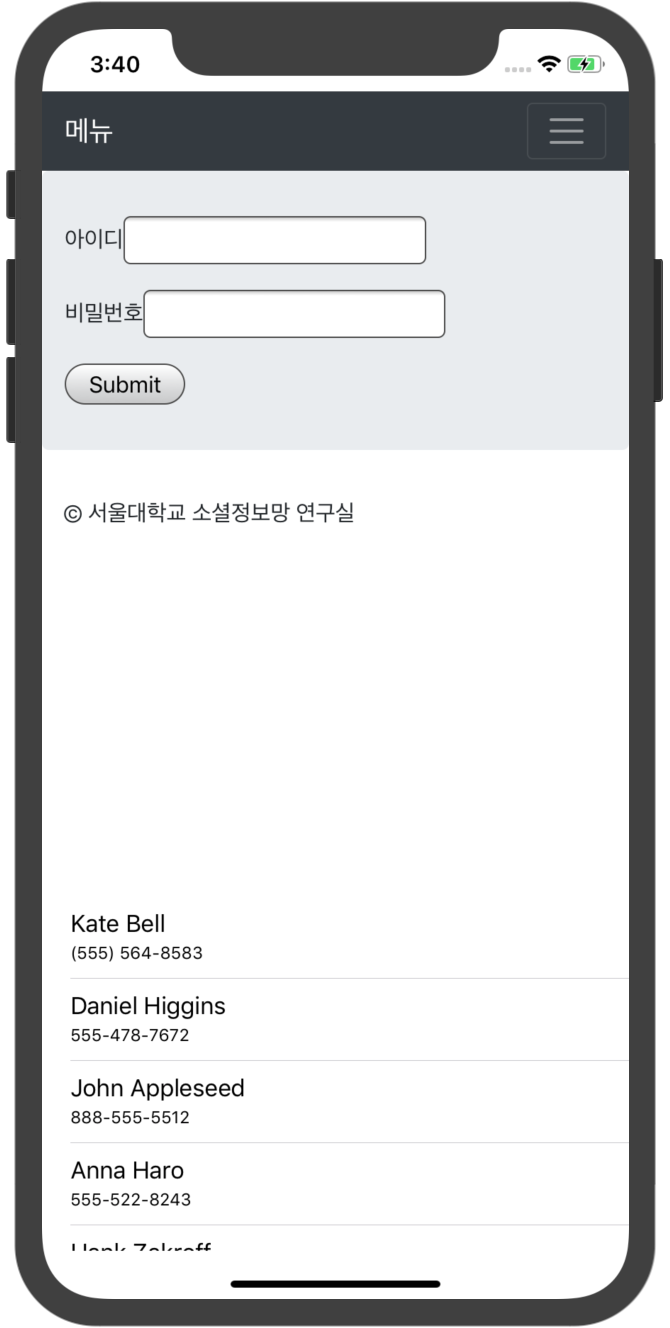 3:40
메뉴
아이디
비밀번호
Submit
© 서울대학교 소셜정보망 연구실
Kate Bell
(555) 564-8583
Daniel Higgins
555-478-7672
John Appleseed
888-555-5512
Anna Haro
555-522-8243
Hank Zakroff